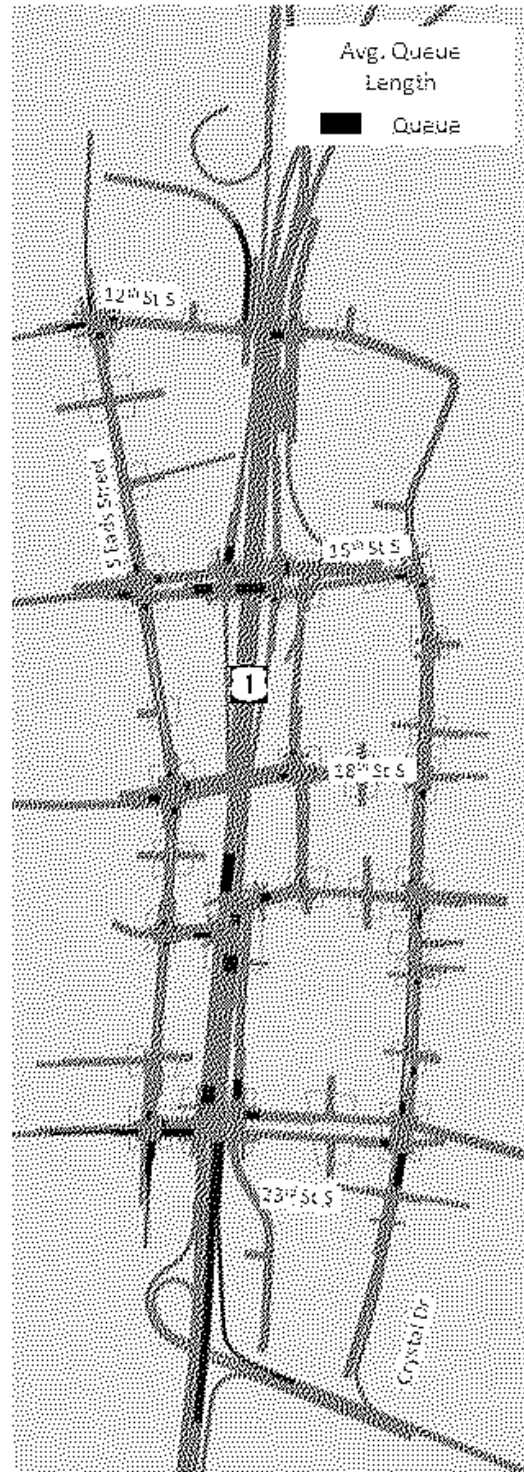 Avg. Queue
Length
Queue
12th St S
S Eads Street
15th St S
1
18th St S
23rd St S
Crystal Dr